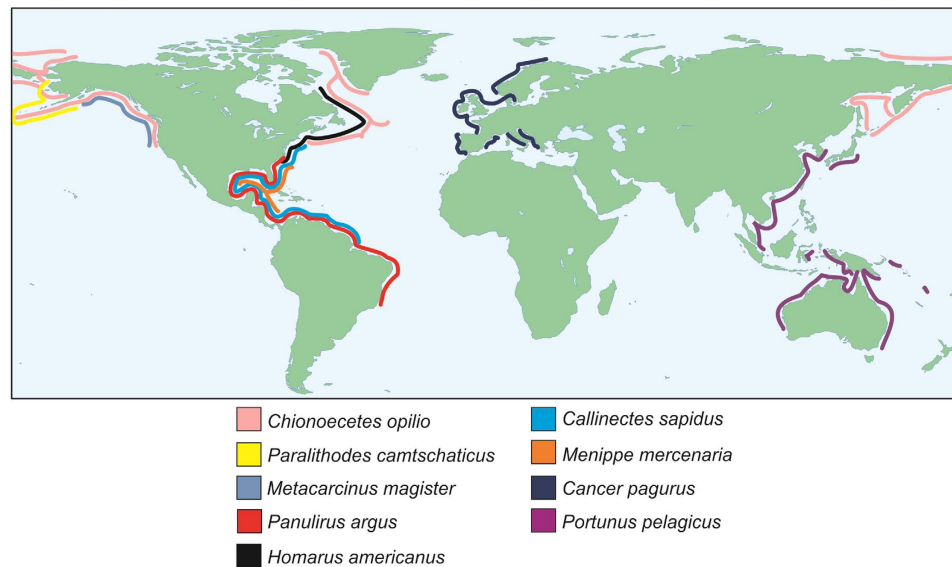 Chionoecetes opilio
Paralithodes camtschaticus
Metacarcinus magister
Panulirus argus
Homarus americanus
Callinectes sapidus
Menippe mercenaria
Cancer pagurus
Portunus pelagicus